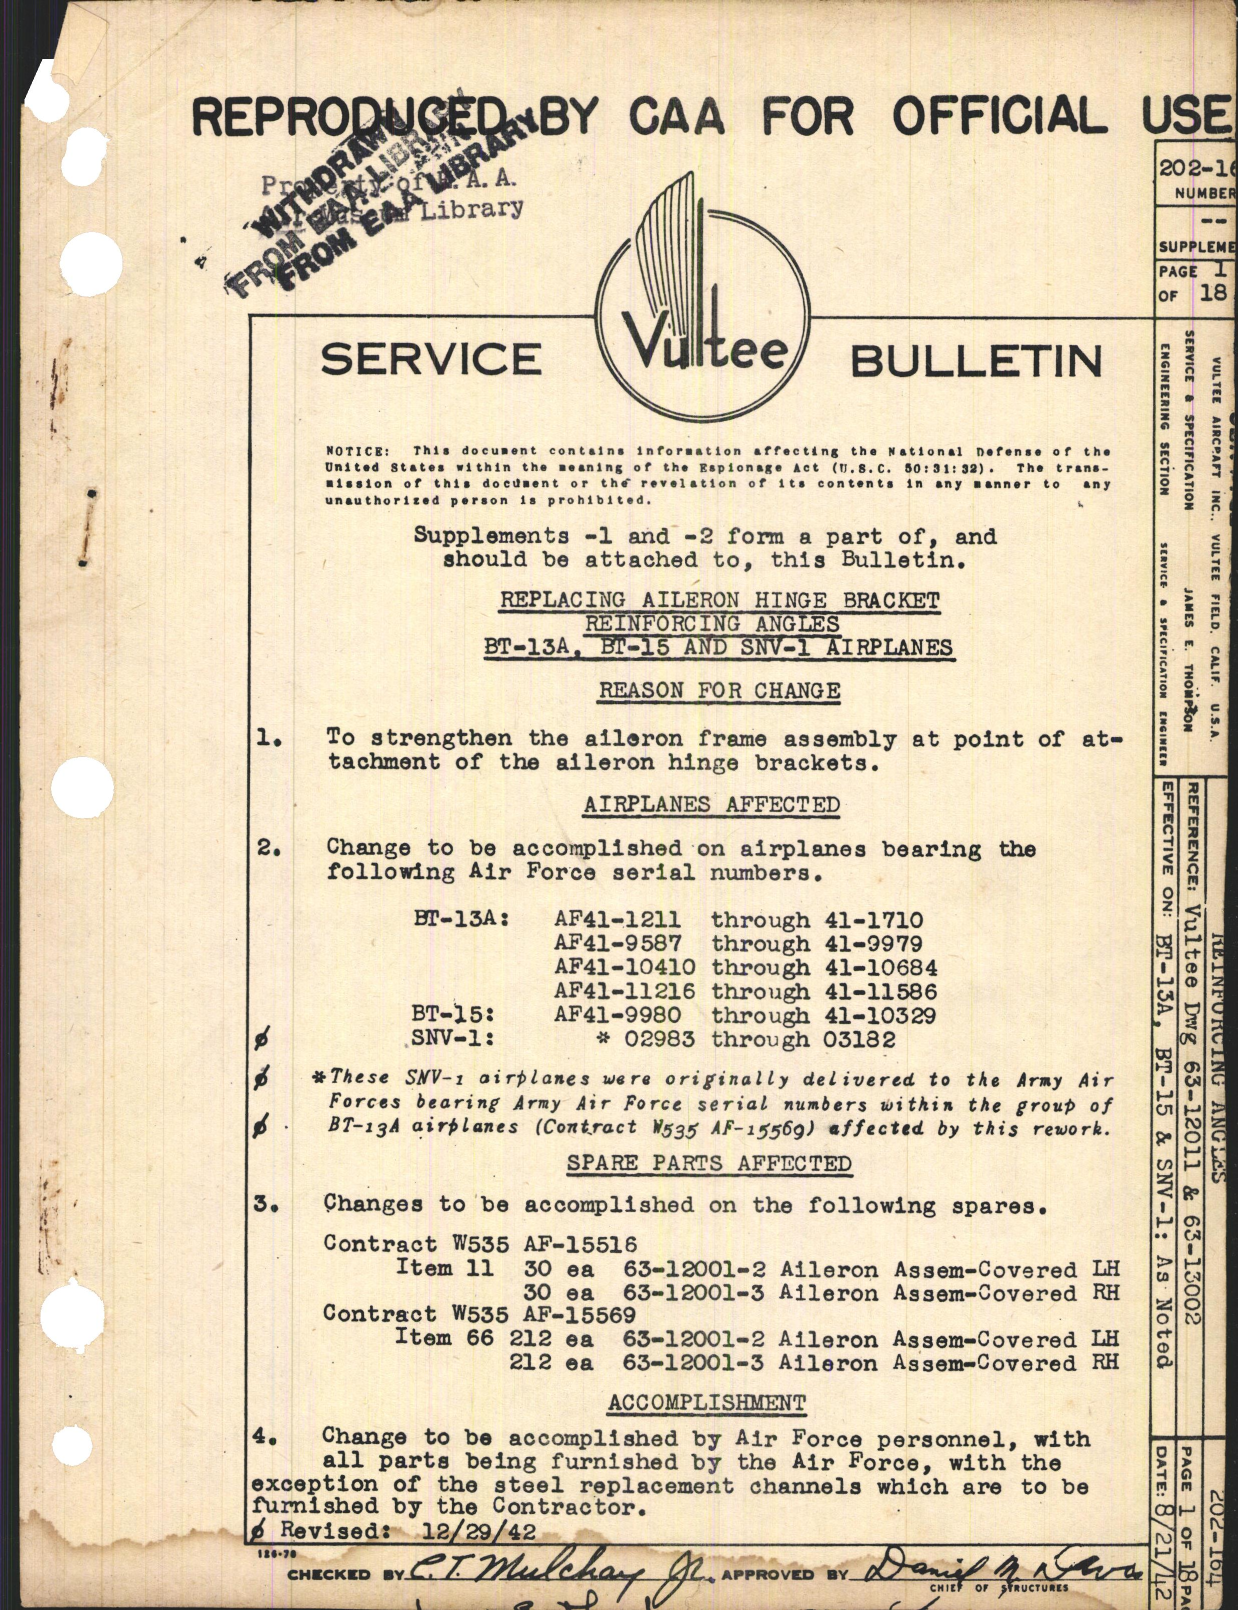 REPRODUCED BY CAA FOR OFFICIAL USE
WITHDRAWN
FROM EAA LIBRARY
FROM EAA LIBRARY
Property of E. A. A.
Library
202-16
NUMBER
--
SUPPLEME
PAGE 1
OF 18
Vultee
SERVICE BULLETIN
NOTICE: This document contains information affecting the National Defense of the
United States within the meaning of the Espionage Act (U.S.C. 50:31:32). The trans-
mission of this document or the revelation of its contents in any manner to any
unauthorized person is prohibited.
Supplements -1 and -2 form a part of, and
should be attached to, this Bulletin.
REPLACING AILERON HINGE BRACKET
REINFORCING ANGLES
BT-13A, BT-15 AND SNV-1 AIRPLANES
REASON FOR CHANGE
1. To strengthen the aileron frame assembly at point of at-
tachment of the aileron hinge brackets.
AIRPLANES AFFECTED
2. Change to be accomplished on airplanes bearing the
following Air Force serial numbers.
BT-13A: AF41-1211 through 41-1710
AF41-9587 through 41-9979
AF41-10410 through 41-10684
AF41-11216 through 41-11586
BT-15: AF41-9980 through 41-10329
ø SNV-1: * 02983 through 03182
ø *These SNV-1 airplanes were originally delivered to the Army Air
Forces bearing Army Air Force serial numbers within the group of
ø BT-13A airplanes (Contract W535 AF-15569) affected by this rework.
SPARE PARTS AFFECTED
3. Changes to be accomplished on the following spares.
Contract W535 AF-15516
Item 11 30 ea 63-12001-2 Aileron Assem-Covered LH
30 ea 63-12001-3 Aileron Assem-Covered RH
Contract W535 AF-15569
Item 66 212 ea 63-12001-2 Aileron Assem-Covered LH
212 ea 63-12001-3 Aileron Assem-Covered RH
ACCOMPLISHMENT
4. Change to be accomplished by Air Force personnel, with
all parts being furnished by the Air Force, with the
exception of the steel replacement channels which are to be
furnished by the Contractor.
ø Revised: 12/29/42
126-70
CHECKED BY C.T. Mulchay Jr. APPROVED BY Daniel M.
CHIEF OF STRUCTURES
VULTEE AIRCRAFT INC., VULTEE FIELD, CALIF. U.S.A.
SERVICE & SPECIFICATION JAMES E. THOMPSON
ENGINEERING SECTION SERVICE & SPECIFICATION ENGINEER
REINFORCING ANGLES
REFERENCE: Vultee Dwg 63-12011 & 63-13002
EFFECTIVE ON: BT-13A, BT-15 & SNV-1: As Noted
202-164
PAGE 1 OF 18
DATE: 8/21/42